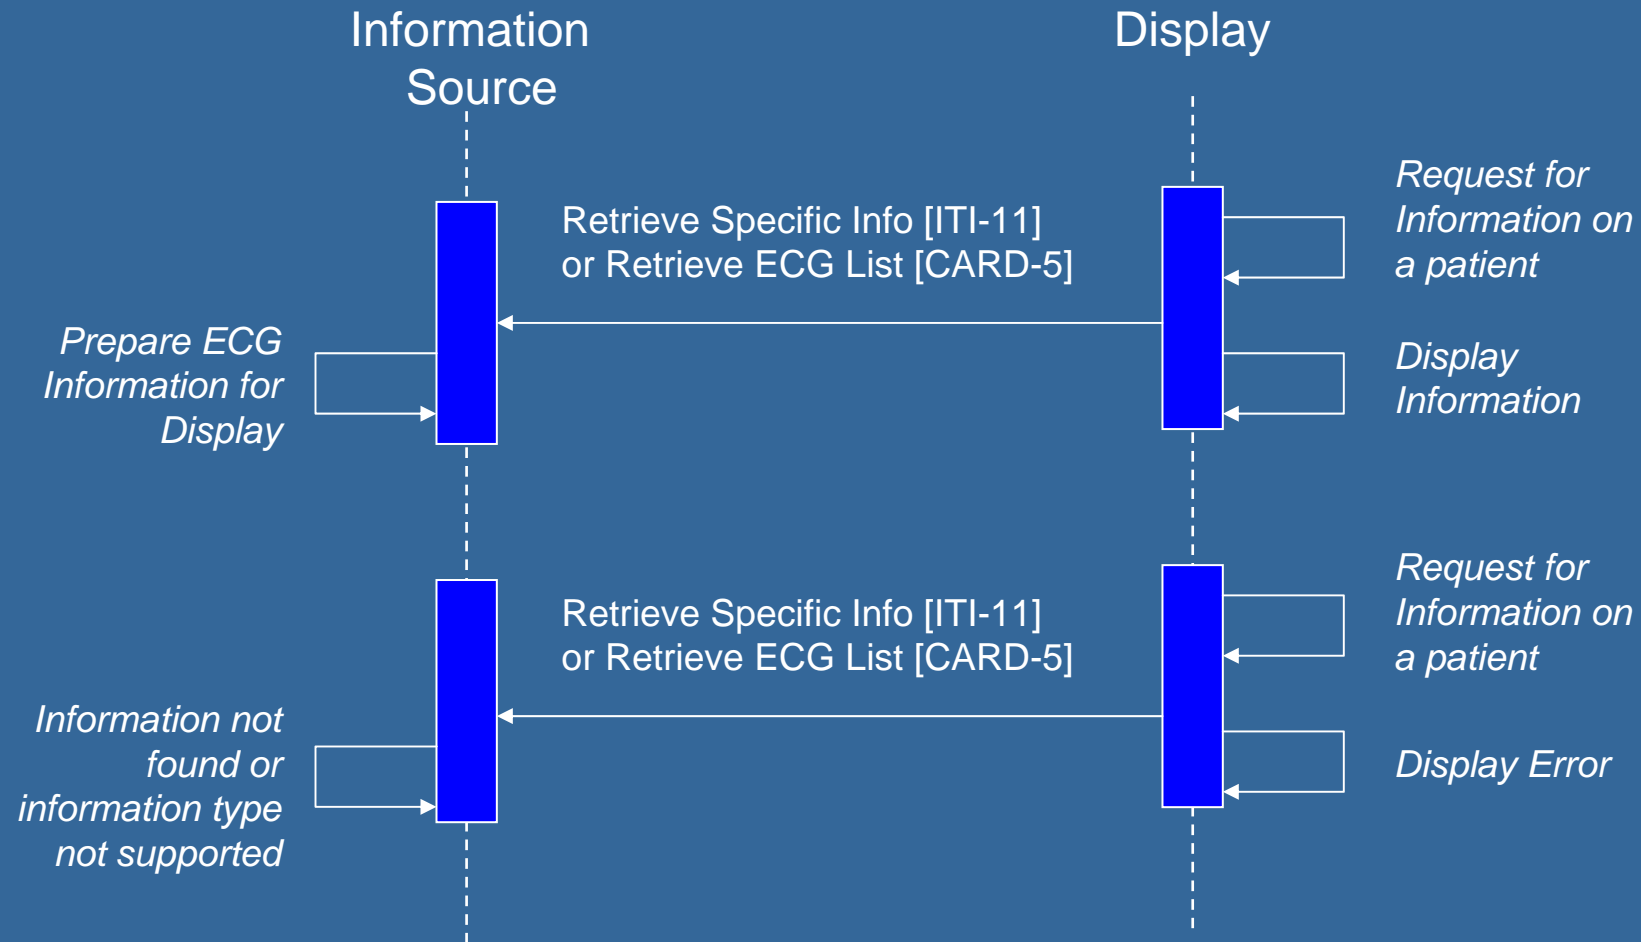 Information
Source
Display
Retrieve Specific Info [ITI-11]
or Retrieve ECG List [CARD-5]
Request for
Information on
a patient
Prepare ECG
Information for
Display
Display
Information
Retrieve Specific Info [ITI-11]
or Retrieve ECG List [CARD-5]
Request for
Information on
a patient
Information not
found or
information type
not supported
Display Error